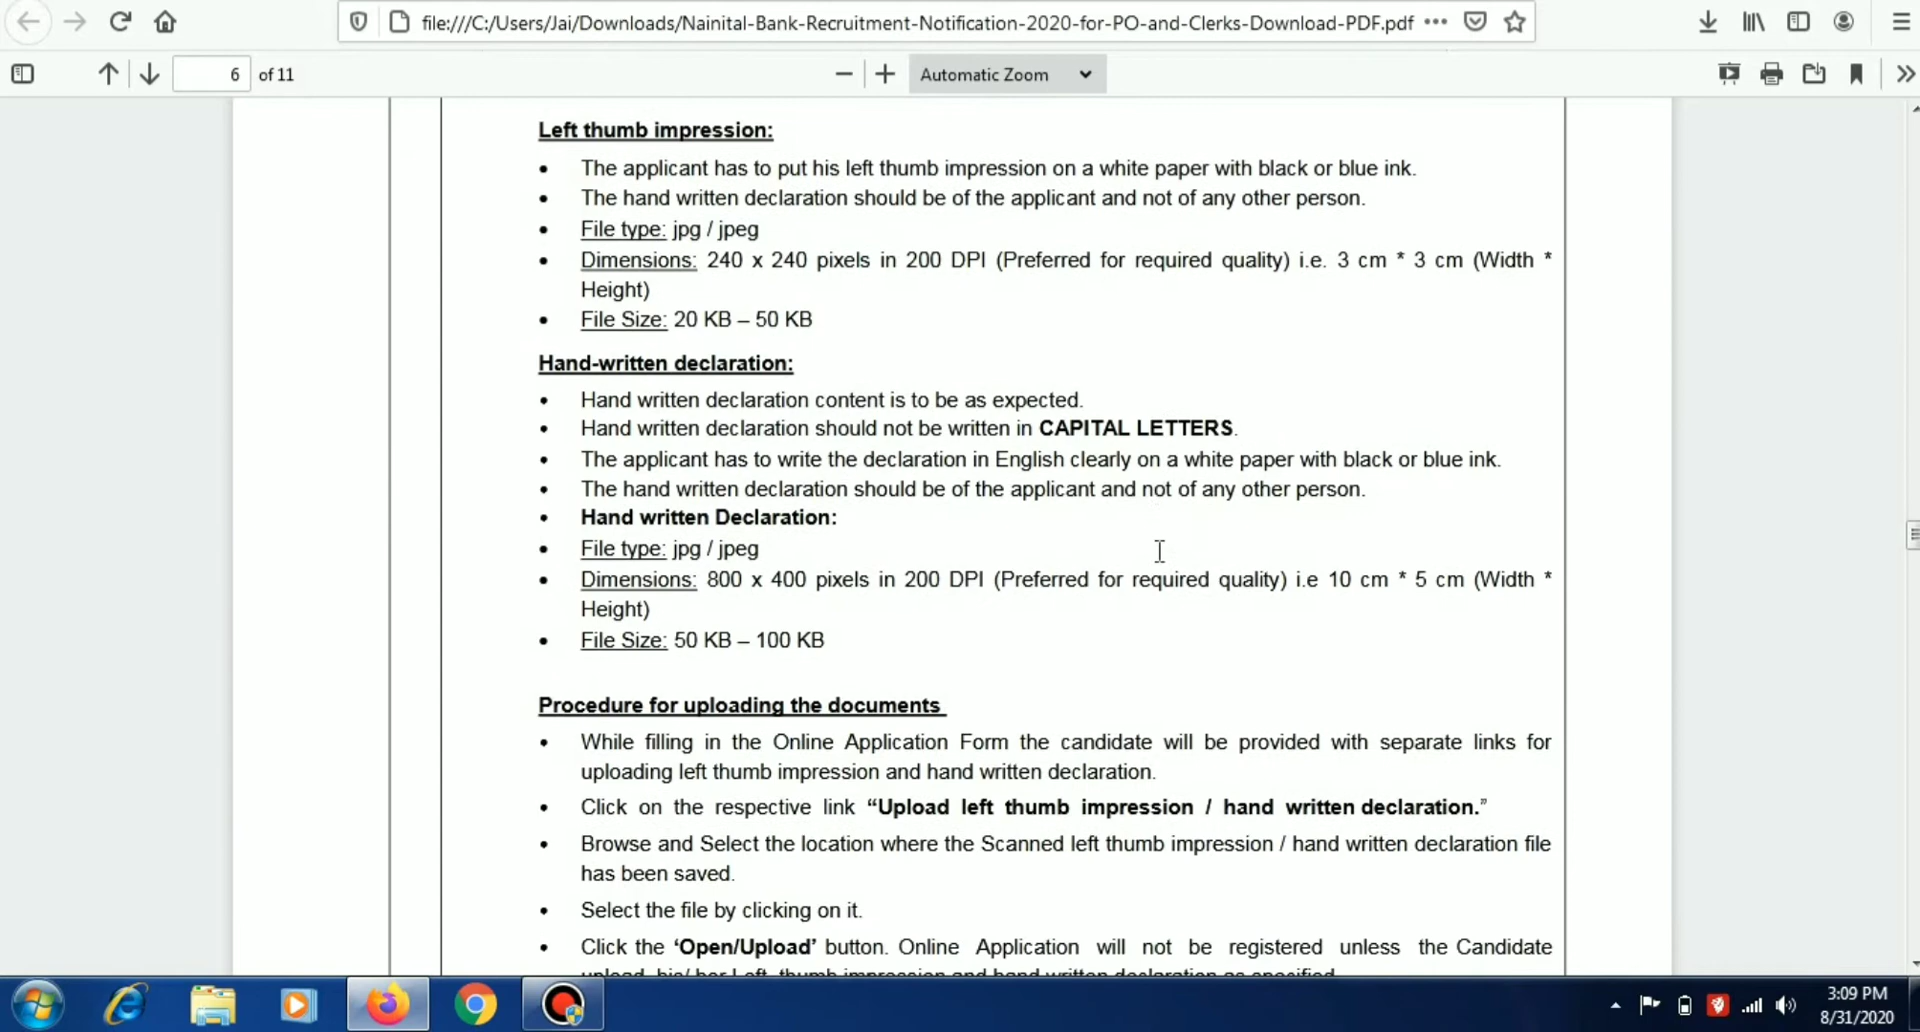 file:///C:/Users/Jai/Downloads/Nainital-Bank-Recruitment-Notification-2020-for-PO-and-Clerks-Download-PDF.pdf
6 of 11
Automatic Zoom
Left thumb impression:
• The applicant has to put his left thumb impression on a white paper with black or blue ink.
• The hand written declaration should be of the applicant and not of any other person.
• File type: jpg / jpeg
• Dimensions: 240 x 240 pixels in 200 DPI (Preferred for required quality) i.e. 3 cm * 3 cm (Width *
Height)
• File Size: 20 KB – 50 KB
Hand-written declaration:
• Hand written declaration content is to be as expected.
• Hand written declaration should not be written in CAPITAL LETTERS.
• The applicant has to write the declaration in English clearly on a white paper with black or blue ink.
• The hand written declaration should be of the applicant and not of any other person.
• Hand written Declaration:
• File type: jpg / jpeg
• Dimensions: 800 x 400 pixels in 200 DPI (Preferred for required quality) i.e 10 cm * 5 cm (Width *
Height)
• File Size: 50 KB – 100 KB
Procedure for uploading the documents
• While filling in the Online Application Form the candidate will be provided with separate links for
uploading left thumb impression and hand written declaration.
• Click on the respective link “Upload left thumb impression / hand written declaration.”
• Browse and Select the location where the Scanned left thumb impression / hand written declaration file
has been saved.
• Select the file by clicking on it.
• Click the ‘Open/Upload’ button. Online Application will not be registered unless the Candidate
upload his/ her Left thumb impression and hand written declaration as specified.
3:09 PM
8/31/2020